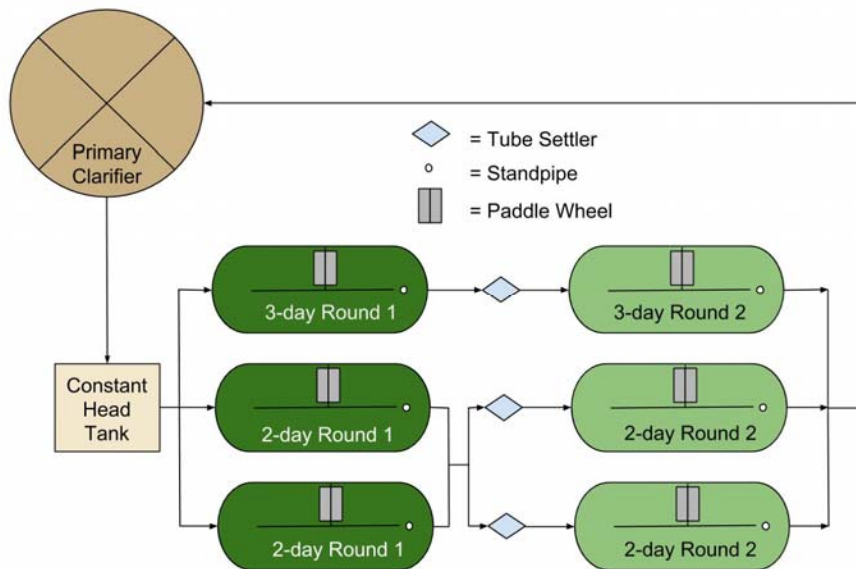 Primary
Clarifier
= Tube Settler
= Standpipe
= Paddle Wheel
3-day Round 1
3-day Round 2
Constant
Head
Tank
2-day Round 1
2-day Round 2
2-day Round 1
2-day Round 2